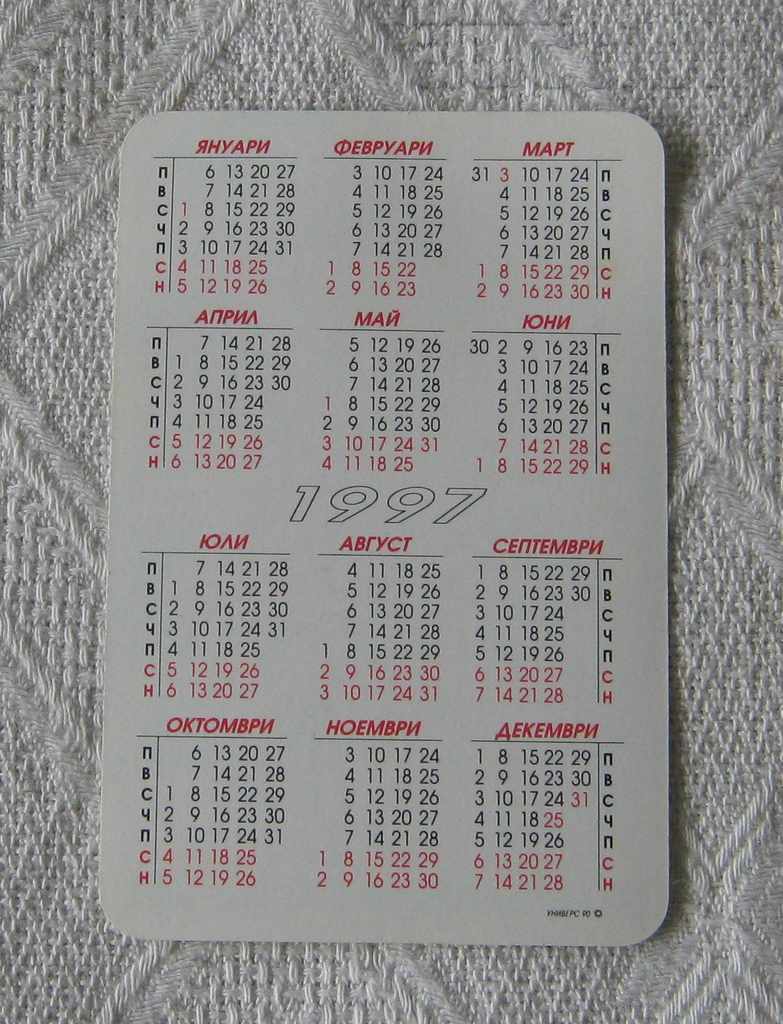 ЯНУАРИ ФЕВРУАРИ МАРТ
П 6 13 20 27 3 10 17 24 31 3 10 17 24 П
В 7 14 21 28 4 11 18 25 4 11 18 25 В
С 1 8 15 22 29 5 12 19 26 5 12 19 26 С
Ч 2 9 16 23 30 6 13 20 27 6 13 20 27 Ч
П 3 10 17 24 31 7 14 21 28 7 14 21 28 П
С 4 11 18 25 1 8 15 22 1 8 15 22 29 С
Н 5 12 19 26 2 9 16 23 2 9 16 23 30 Н
АПРИЛ МАЙ ЮНИ
П 7 14 21 28 5 12 19 26 30 2 9 16 23 П
В 1 8 15 22 29 6 13 20 27 3 10 17 24 В
С 2 9 16 23 30 7 14 21 28 4 11 18 25 С
Ч 3 10 17 24 1 8 15 22 29 5 12 19 26 Ч
П 4 11 18 25 2 9 16 23 30 6 13 20 27 П
С 5 12 19 26 3 10 17 24 31 7 14 21 28 С
Н 6 13 20 27 4 11 18 25 1 8 15 22 29 Н
1997
ЮЛИ АВГУСТ СЕПТЕМВРИ
П 7 14 21 28 4 11 18 25 1 8 15 22 29 П
В 1 8 15 22 29 5 12 19 26 2 9 16 23 30 В
С 2 9 16 23 30 6 13 20 27 3 10 17 24 С
Ч 3 10 17 24 31 7 14 21 28 4 11 18 25 Ч
П 4 11 18 25 1 8 15 22 29 5 12 19 26 П
С 5 12 19 26 2 9 16 23 30 6 13 20 27 С
Н 6 13 20 27 3 10 17 24 31 7 14 21 28 Н
ОКТОМВРИ НОЕМВРИ ДЕКЕМВРИ
П 6 13 20 27 3 10 17 24 1 8 15 22 29 П
В 7 14 21 28 4 11 18 25 2 9 16 23 30 В
С 1 8 15 22 29 5 12 19 26 3 10 17 24 31 С
Ч 2 9 16 23 30 6 13 20 27 4 11 18 25 Ч
П 3 10 17 24 31 7 14 21 28 5 12 19 26 П
С 4 11 18 25 1 8 15 22 29 6 13 20 27 С
Н 5 12 19 26 2 9 16 23 30 7 14 21 28 Н
УНИВЕРС 90